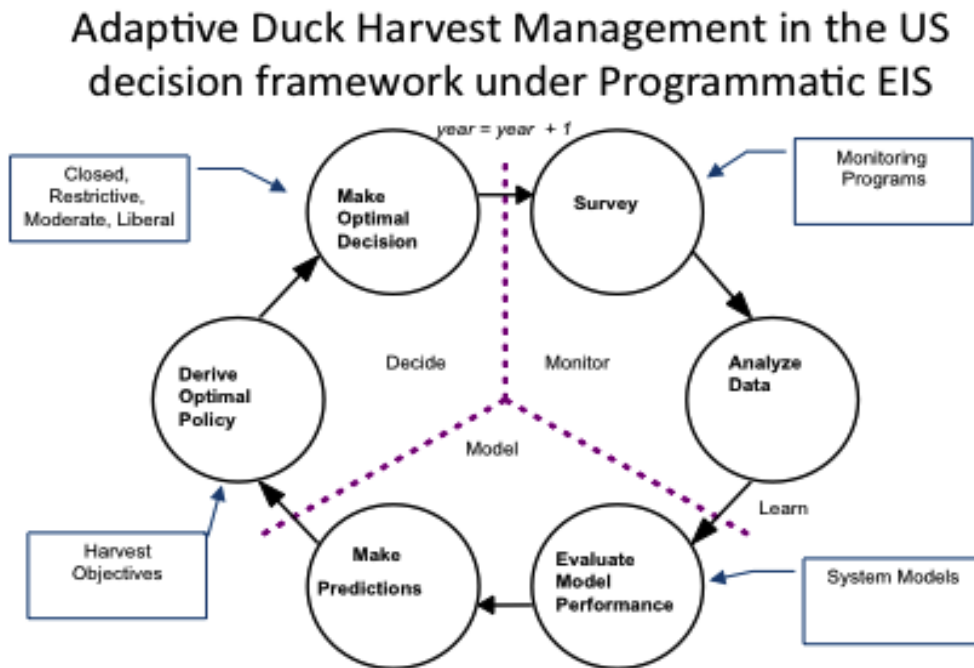 Adaptive Duck Harvest Management in the US
decision framework under Programmatic EIS
year = year + 1
Closed,
Restrictive,
Moderate, Liberal
Make
Optimal
Decision
Survey
Monitoring
Programs
Derive
Optimal
Policy
Decide
Monitor
Analyze
Data
Model
Learn
Harvest
Objectives
Make
Predictions
Evaluate
Model
Performance
System Models